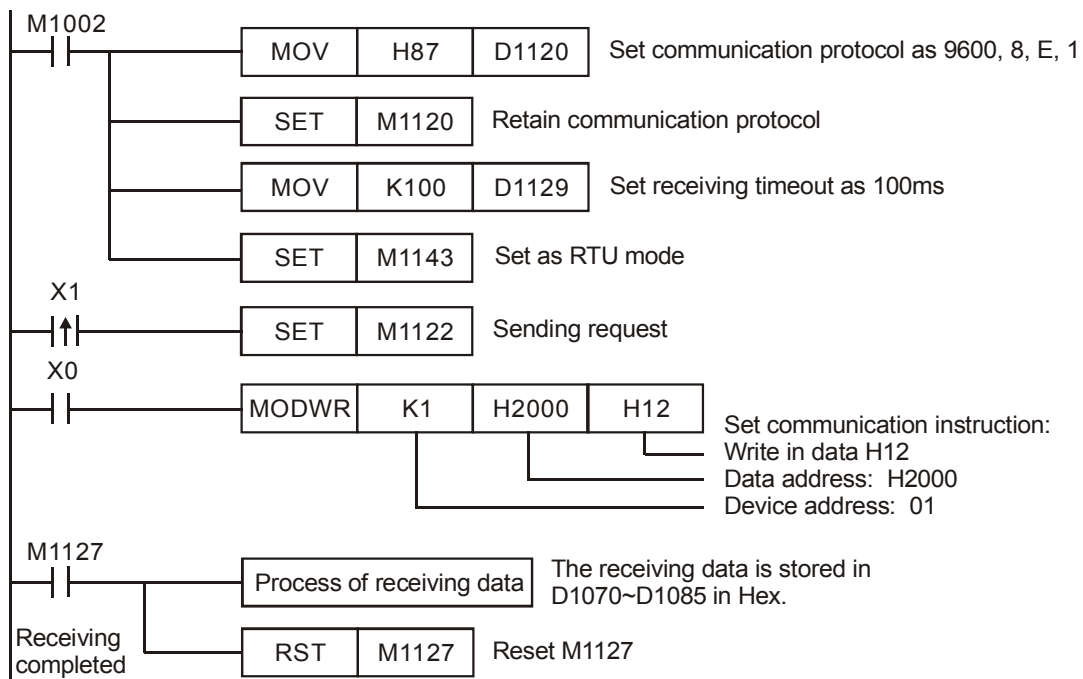 M1002
MOV H87 D1120 Set communication protocol as 9600, 8, E, 1
SET M1120 Retain communication protocol
MOV K100 D1129 Set receiving timeout as 100ms
SET M1143 Set as RTU mode
X1
SET M1122 Sending request
X0
MODWR K1 H2000 H12
Set communication instruction:
Write in data H12
Data address: H2000
Device address: 01
M1127
Process of receiving data
The receiving data is stored in
D1070~D1085 in Hex.
Receiving
completed
RST M1127 Reset M1127